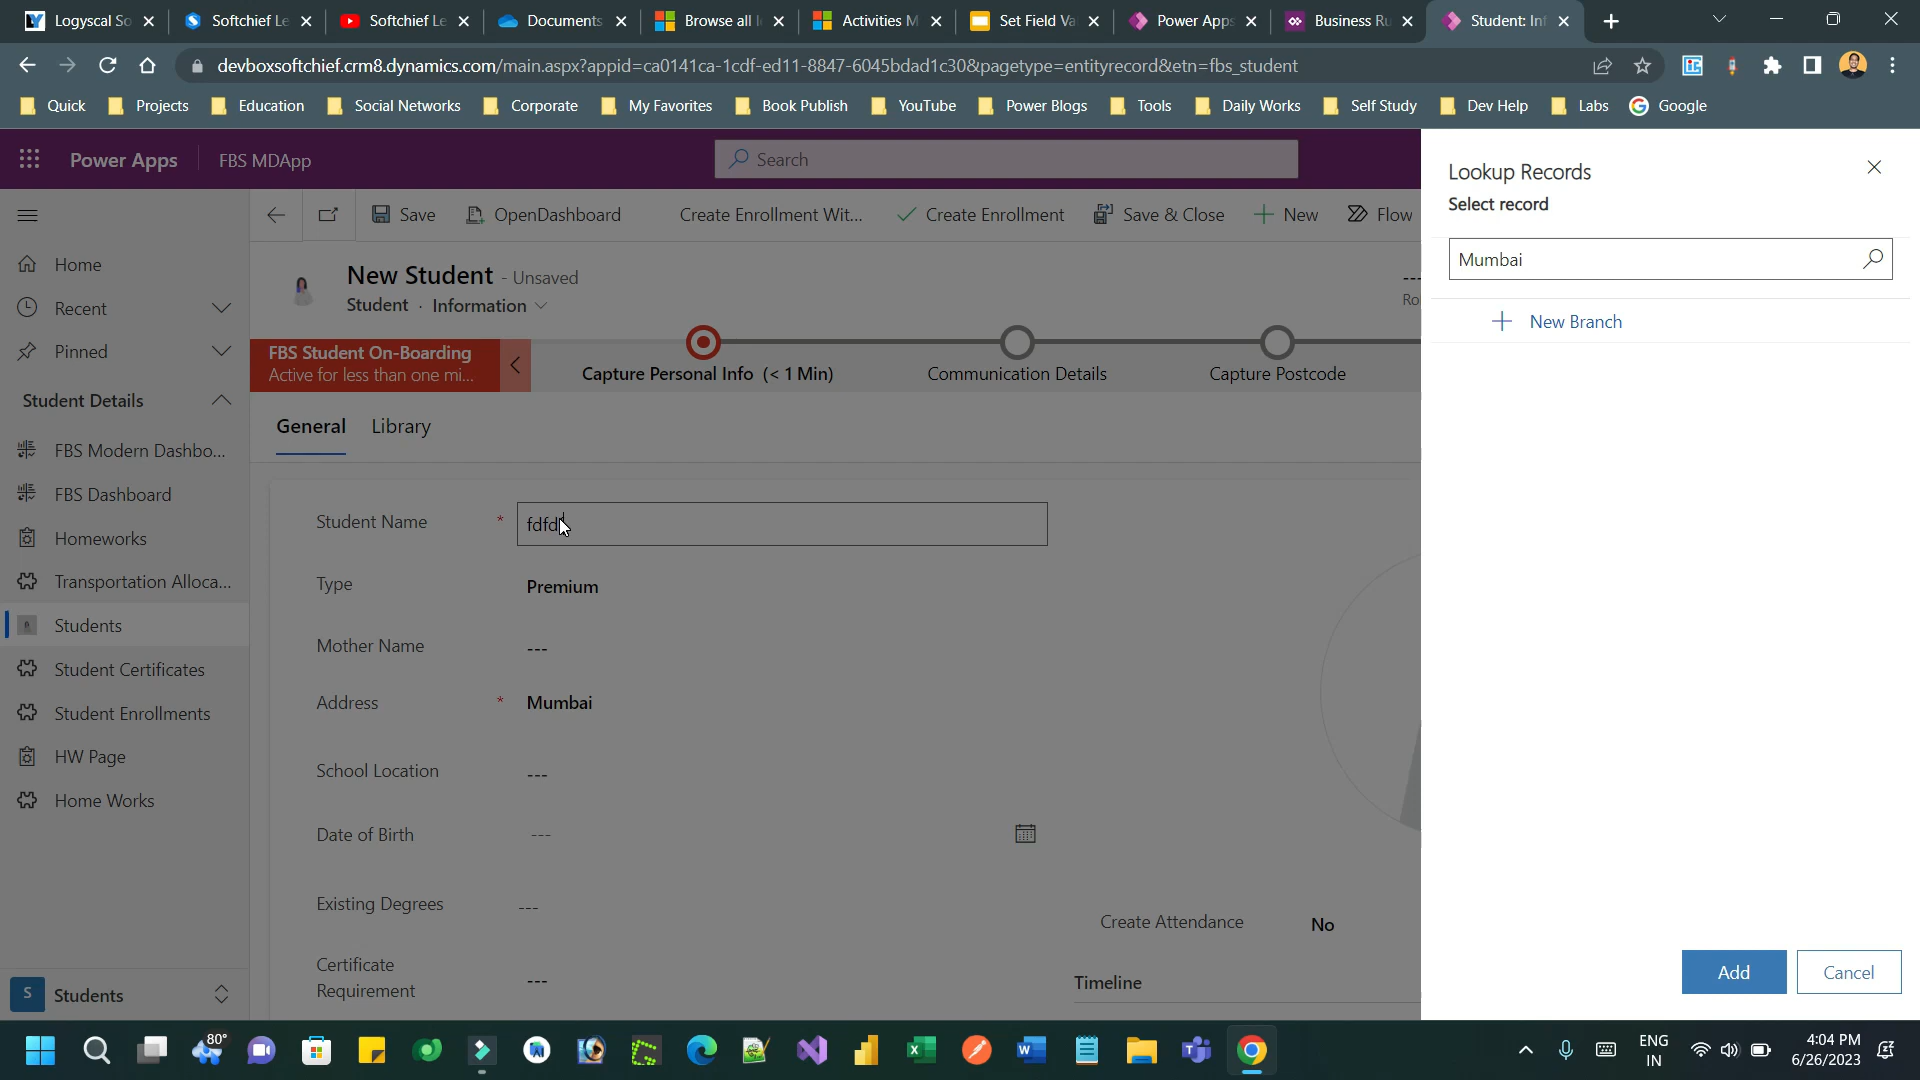 Logyscal So
Softchief Le
Softchief Le
Documents
Browse all
Activities M
Set Field Va
Power Apps
Business Ru
Student: Inf
devboxsoftchief.crm8.dynamics.com/main.aspx?appid=ca0141ca-1cdf-ed11-8847-6045bdad1c30&pagetype=entityrecord&etn=fbs_student
Quick
Projects
Education
Social Networks
Corporate
My Favorites
Book Publish
YouTube
Power Blogs
Tools
Daily Works
Self Study
Dev Help
Labs
Google
Power Apps
FBS MDApp
Search
Save
OpenDashboard
Create Enrollment Wit...
Create Enrollment
Save & Close
New
Flow
Home
Recent
Pinned
Student Details
FBS Modern Dashbo...
FBS Dashboard
Homeworks
Transportation Alloca...
Students
Student Certificates
Student Enrollments
HW Page
Home Works
S Students
New Student - Unsaved
Student · Information
---
Ro
FBS Student On-Boarding
Active for less than one mi...
Capture Personal Info (< 1 Min)
Communication Details
Capture Postcode
General
Library
Student Name * fdfd
Type Premium
Mother Name ---
Address * Mumbai
School Location ---
Date of Birth ---
Existing Degrees ---
Certificate
Requirement ---
Create Attendance No
Timeline
Lookup Records
Select record
Mumbai
New Branch
Add
Cancel
80°
ENG
IN
4:04 PM
6/26/2023